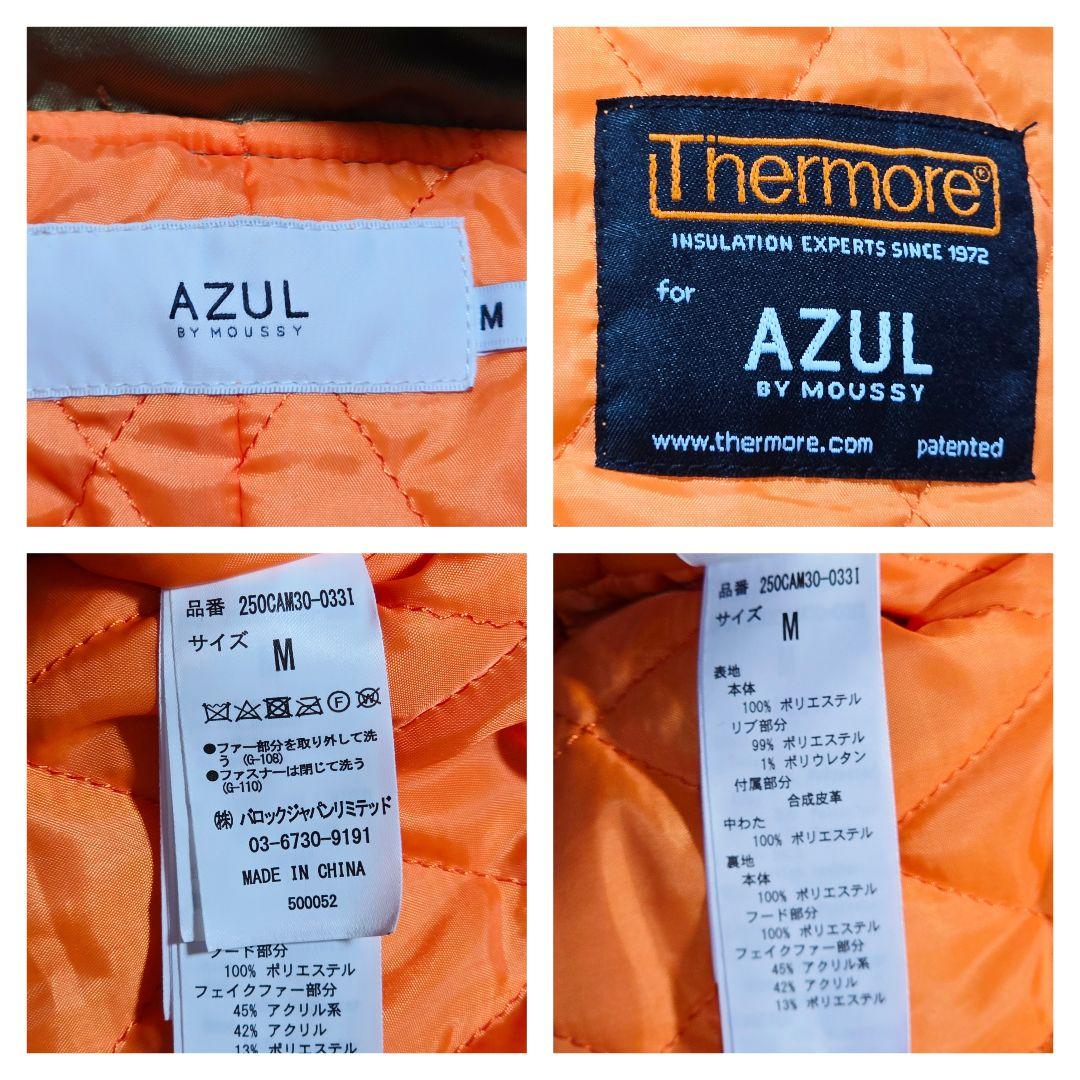 AZUL
BY MOUSSY
M
Thermore®
INSULATION EXPERTS SINCE 1972
for
AZUL
BY MOUSSY
www.thermore.com patented
品番 250CAM30-033I
サイズ
M
F W
●ファー部分を取り外して洗
う (G-108)
●ファスナーは閉じて洗う
(G-110)
㈱ バロックジャパンリミテッド
03-6730-9191
MADE IN CHINA
500052
フード部分
100% ポリエステル
フェイクファー部分
45% アクリル系
42% アクリル
13% ポリエステル
品番 250CAM30-033I
サイズ M
表地
本体
100% ポリエステル
リブ部分
99% ポリエステル
1% ポリウレタン
付属部分
合成皮革
中わた
100% ポリエステル
裏地
本体
100% ポリエステル
フード部分
100% ポリエステル
フェイクファー部分
45% アクリル系
42% アクリル
13% ポリエステル